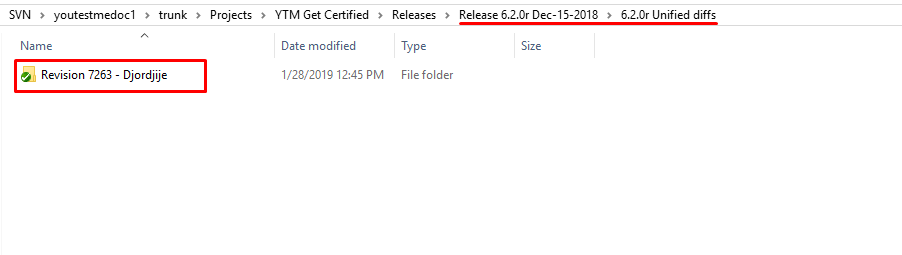 SVN > youtestmedoc1 > trunk > Projects > YTM Get Certified > Releases > Release 6.2.0r Dec-15-2018 > 6.2.0r Unified diffs
Name Date modified Type Size
Revision 7263 - Djordjije 1/28/2019 12:45 PM File folder